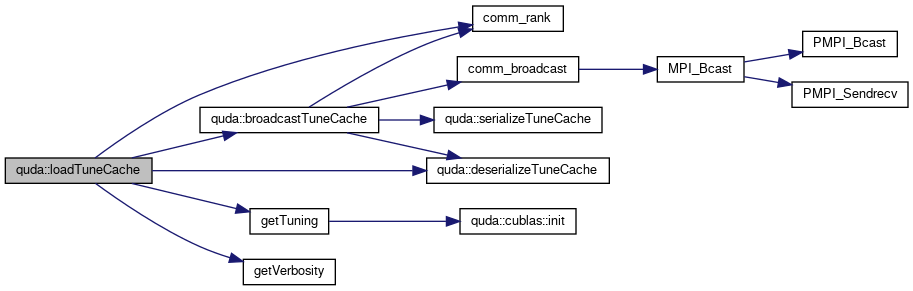 quda::loadTuneCache
comm_rank
quda::broadcastTuneCache
comm_broadcast
MPI_Bcast
PMPI_Bcast
PMPI_Sendrecv
quda::serializeTuneCache
quda::deserializeTuneCache
getTuning
quda::cublas::init
getVerbosity